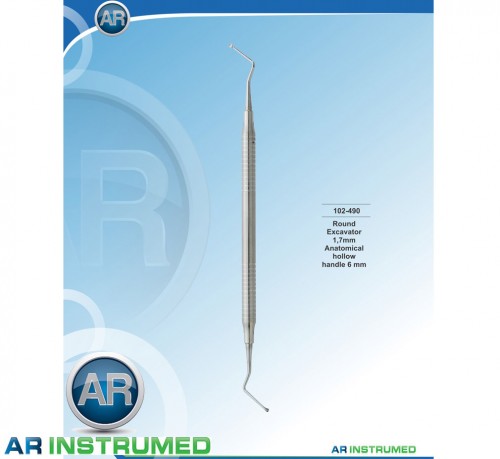 AR
102-490
Round
Excavator
1,7mm
Anatomical
hollow
handle 6 mm
AR
AR INSTRUMED
AR INSTRUMED